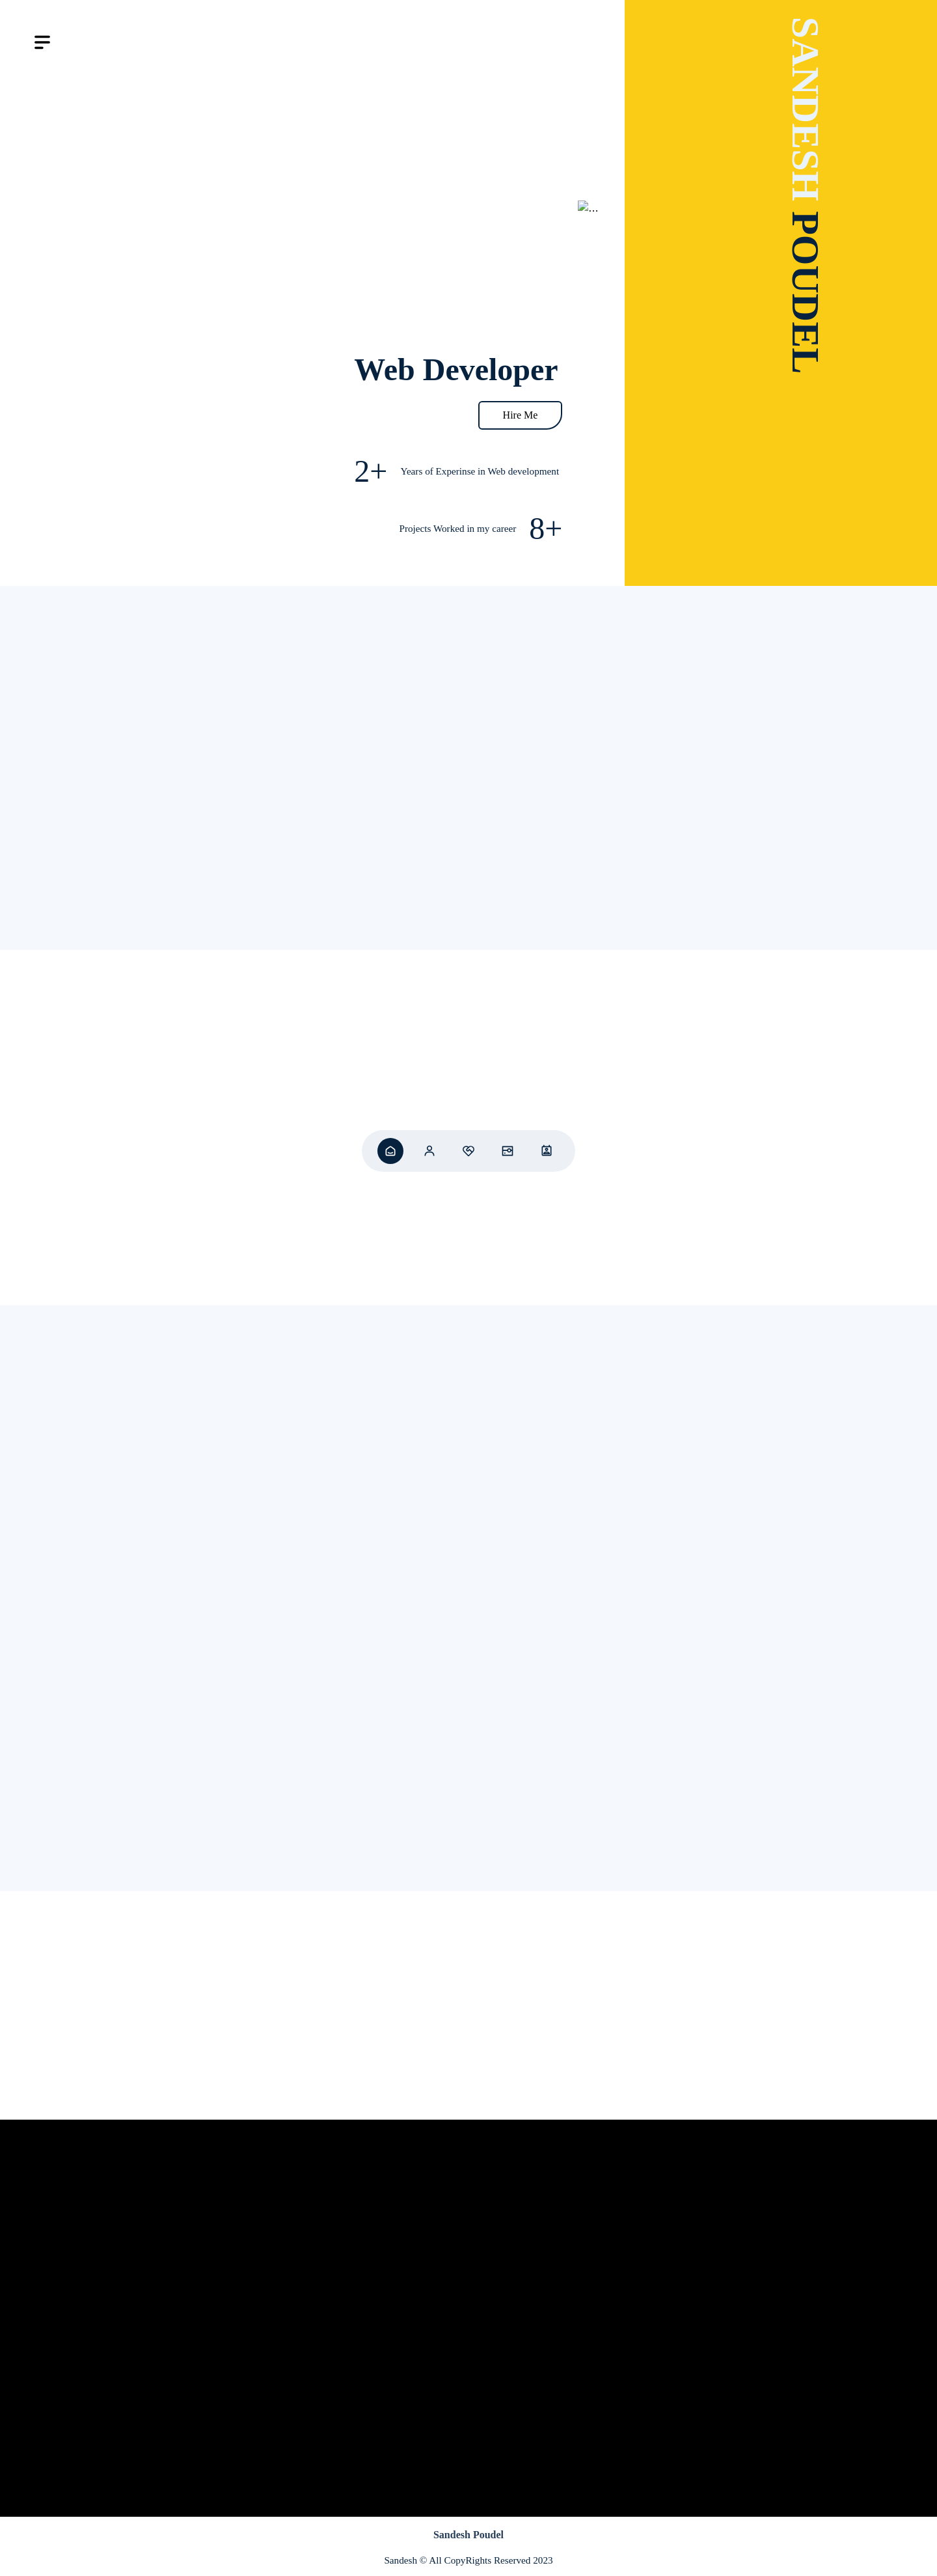 SANDESH POUDEL
...
Web Developer
Hire Me
2+ Years of Experinse in Web development
Projects Worked in my career 8+
Sandesh Poudel
Sandesh © All CopyRights Reserved 2023